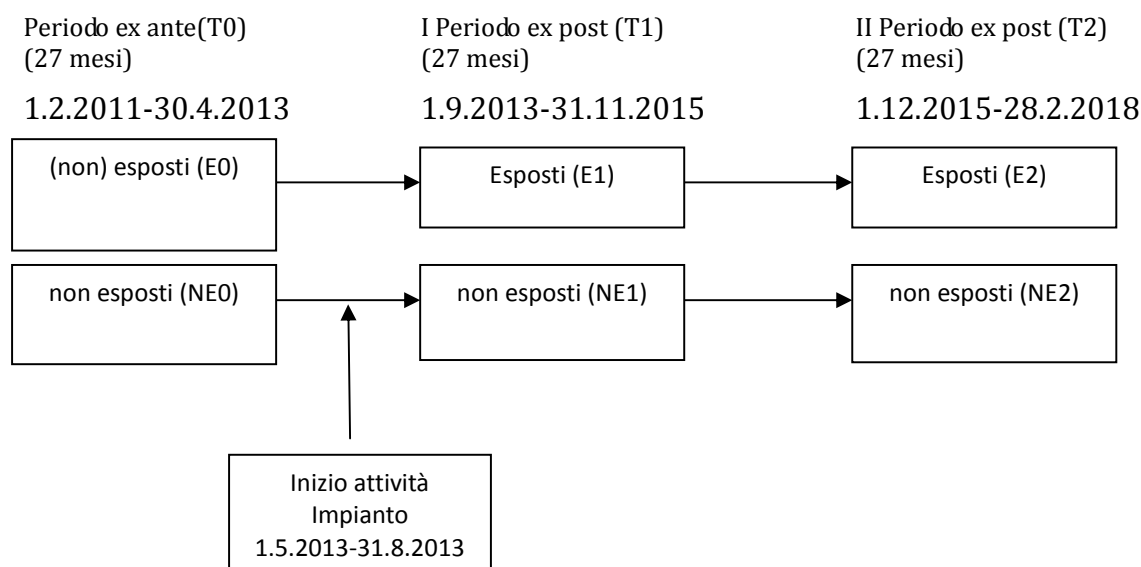 Periodo ex ante(T0)
(27 mesi)
1.2.2011-30.4.2013
I Periodo ex post (T1)
(27 mesi)
1.9.2013-31.11.2015
II Periodo ex post (T2)
(27 mesi)
1.12.2015-28.2.2018
(non) esposti (E0)
Esposti (E1)
Esposti (E2)
non esposti (NE0)
non esposti (NE1)
non esposti (NE2)
Inizio attività
Impianto
1.5.2013-31.8.2013